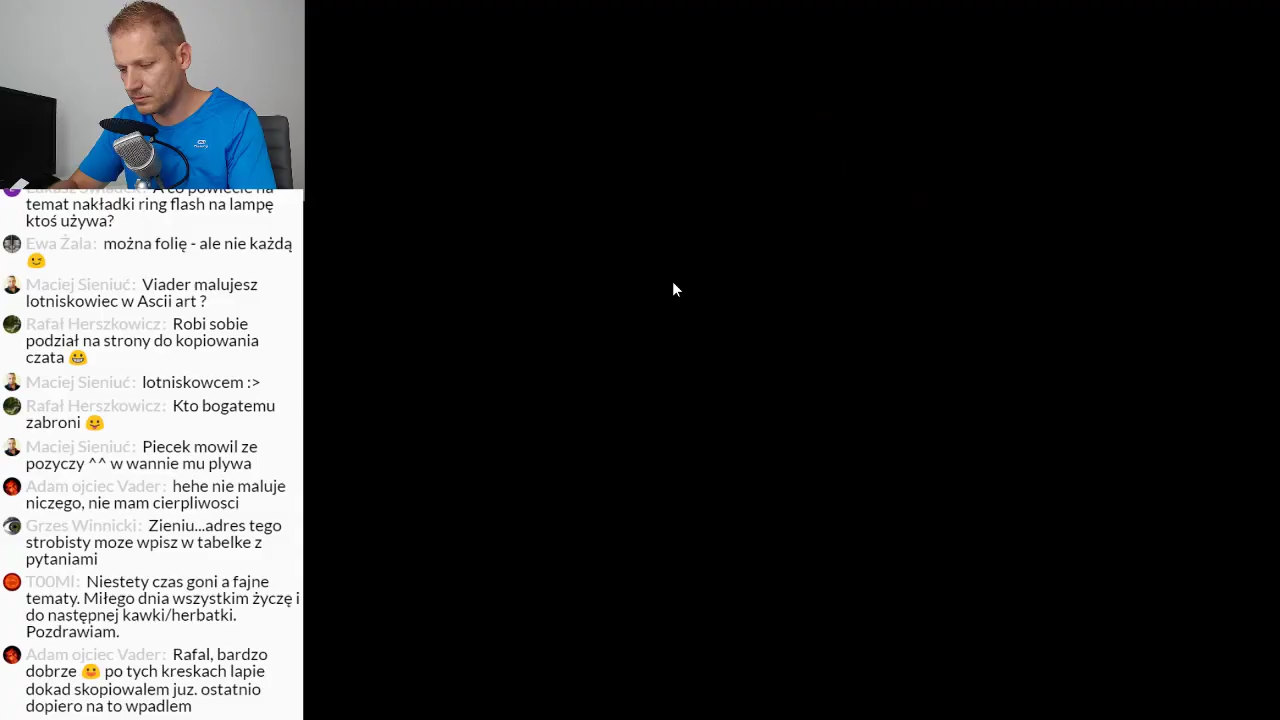 temat nakładki ring flash na lampę
ktoś używa?
Ewa Żala: można folię - ale nie każdą
Maciej Sieniuć: Viader malujesz
lotniskowiec w Ascii art ?
Rafał Herszkowicz: Robi sobie
podział na strony do kopiowania
czata
Maciej Sieniuć: lotniskowcem :>
Rafał Herszkowicz: Kto bogatemu
zabroni
Maciej Sieniuć: Piecek mowil ze
pozyczy ^^ w wannie mu plywa
Adam ojciec Vader: hehe nie maluje
niczego, nie mam cierpliwosci
Grzes Winnicki: Zieniu...adres tego
strobisty moze wpisz w tabelke z
pytaniami
T00MI: Niestety czas goni a fajne
tematy. Miłego dnia wszystkim życzę i
do następnej kawki/herbatki.
Pozdrawiam.
Adam ojciec Vader: Rafal, bardzo
dobrze po tych kreskach lapie
dokad skopiowalem juz. ostatnio
dopiero na to wpadlem